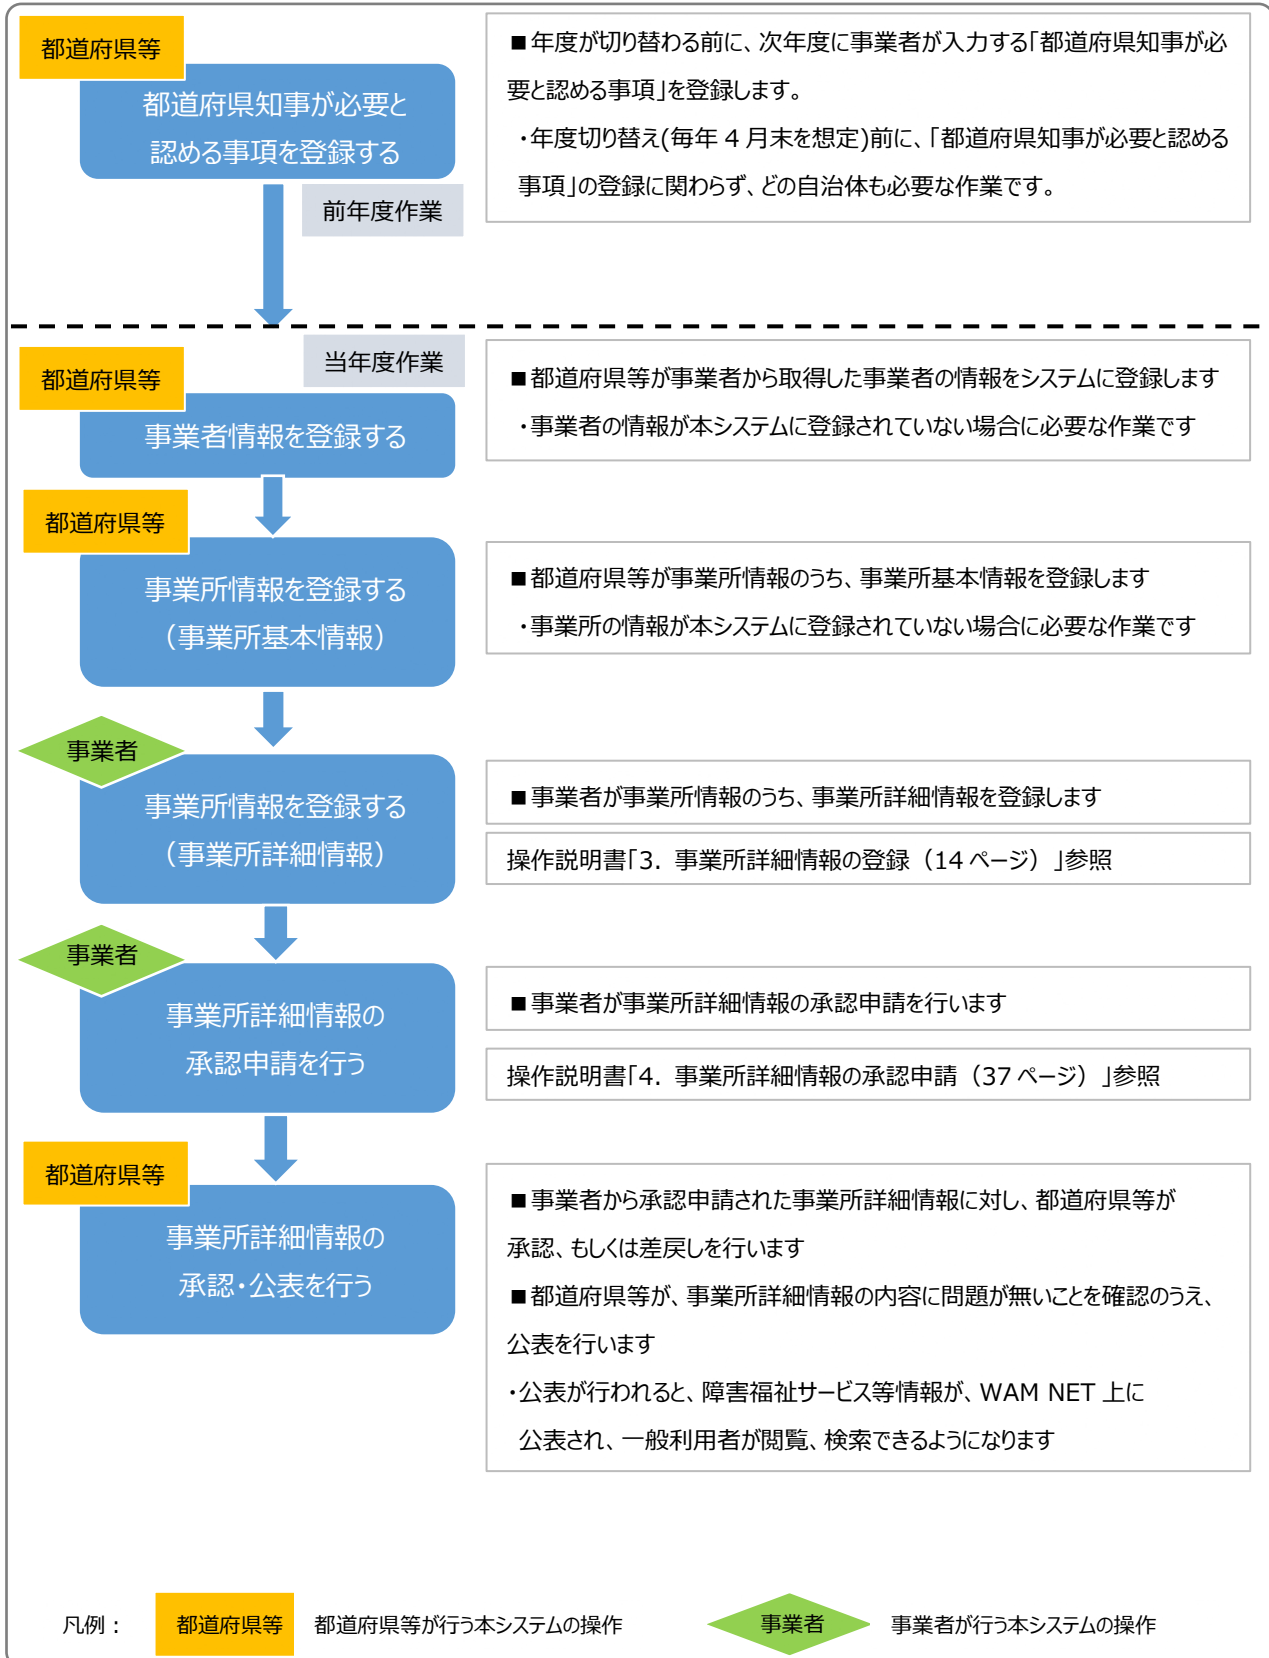 都道府県等
都道府県知事が必要と
認める事項を登録する
前年度作業
■年度が切り替わる前に、次年度に事業者が入力する「都道府県知事が必
要と認める事項」を登録します。
・年度切り替え(毎年 4 月末を想定)前に、「都道府県知事が必要と認める
事項」の登録に関わらず、どの自治体も必要な作業です。
当年度作業
都道府県等
事業者情報を登録する
■都道府県等が事業者から取得した事業者の情報をシステムに登録します
・事業者の情報が本システムに登録されていない場合に必要な作業です
都道府県等
事業所情報を登録する
（事業所基本情報）
■都道府県等が事業所情報のうち、事業所基本情報を登録します
・事業所の情報が本システムに登録されていない場合に必要な作業です
事業者
事業所情報を登録する
（事業所詳細情報）
■事業者が事業所情報のうち、事業所詳細情報を登録します
操作説明書「3. 事業所詳細情報の登録（14 ページ）」参照
事業者
事業所詳細情報の
承認申請を行う
■事業者が事業所詳細情報の承認申請を行います
操作説明書「4. 事業所詳細情報の承認申請（37 ページ）」参照
都道府県等
事業所詳細情報の
承認・公表を行う
■事業者から承認申請された事業所詳細情報に対し、都道府県等が
承認、もしくは差戻しを行います
■都道府県等が、事業所詳細情報の内容に問題が無いことを確認のうえ、
公表を行います
・公表が行われると、障害福祉サービス等情報が、WAM NET 上に
公表され、一般利用者が閲覧、検索できるようになります
凡例： 都道府県等 都道府県等が行う本システムの操作 事業者 事業者が行う本システムの操作